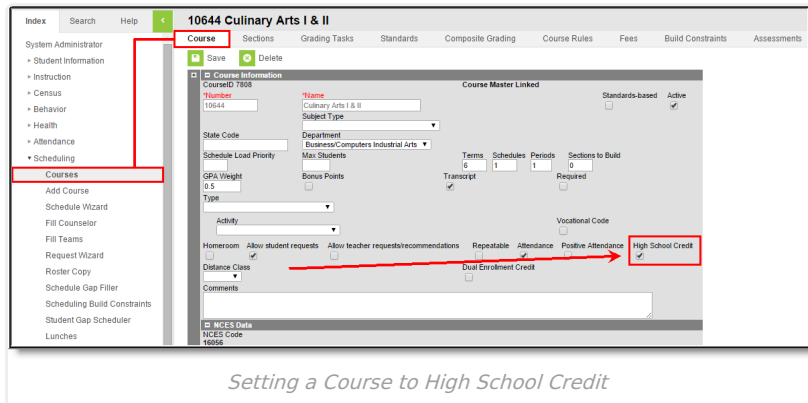 Index Search Help <
10644 Culinary Arts I & II
System Administrator
Student Information
Instruction
Census
Behavior
Health
Attendance
Scheduling
Courses
Add Course
Schedule Wizard
Fill Counselor
Fill Teams
Request Wizard
Roster Copy
Schedule Gap Filler
Scheduling Build Constraints
Student Gap Scheduler
Lunches
Course Sections Grading Tasks Standards Composite Grading Course Rules Fees Build Constraints Assessments
Save Delete
Course Information
CourseID 7808 Course Master Linked
*Number *Name Standards-based Active
10644 Culinary Arts I & II
Subject Type
State Code Department
Business/Computers Industrial Arts
Schedule Load Priority Max Students Terms Schedules Periods Sections to Build
6 1 1 0
GPA Weight Bonus Points Transcript Required
0.5
Type
Activity Vocational Code
Homeroom Allow student requests Allow teacher requests/recommendations Repeatable Attendance Positive Attendance High School Credit
Distance Class Dual Enrollment Credit
Comments
NCES Data
NCES Code
16056
Setting a Course to High School Credit